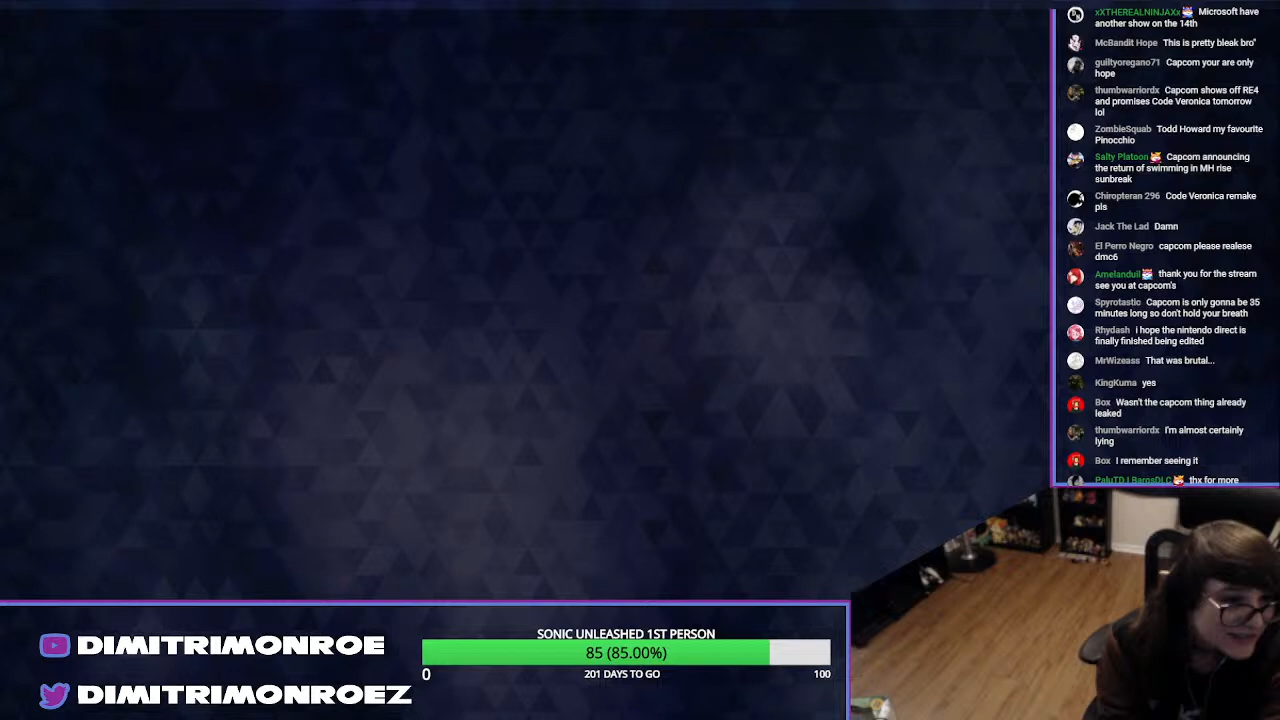 xXTHEREALNINJAXx Microsoft have
another show on the 14th
McBandit Hope This is pretty bleak bro"
guiltyoregano71 Capcom your are only
hope
thumbwarriordx Capcom shows off RE4
and promises Code Veronica tomorrow
lol
ZombieSquab Todd Howard my favourite
Pinocchio
Salty Platoon Capcom announcing
the return of swimming in MH rise
sunbreak
Chiropteran 296 Code Veronica remake
pls
Jack The Lad Damn
El Perro Negro capcom please realese
dmc6
Amelanduil thank you for the stream
see you at capcom's
Spyrotastic Capcom is only gonna be 35
minutes long so don't hold your breath
Rhydash i hope the nintendo direct is
finally finished being edited
MrWizeass That was brutal...
KingKuma yes
Box Wasn't the capcom thing already
leaked
thumbwarriordx I'm almost certainly
lying
Box I remember seeing it
PaluTD | BargsDLC thx for more
DIMITRIMONROE
DIMITRIMONROEZ
SONIC UNLEASHED 1ST PERSON
85 (85.00%)
0 201 DAYS TO GO 100